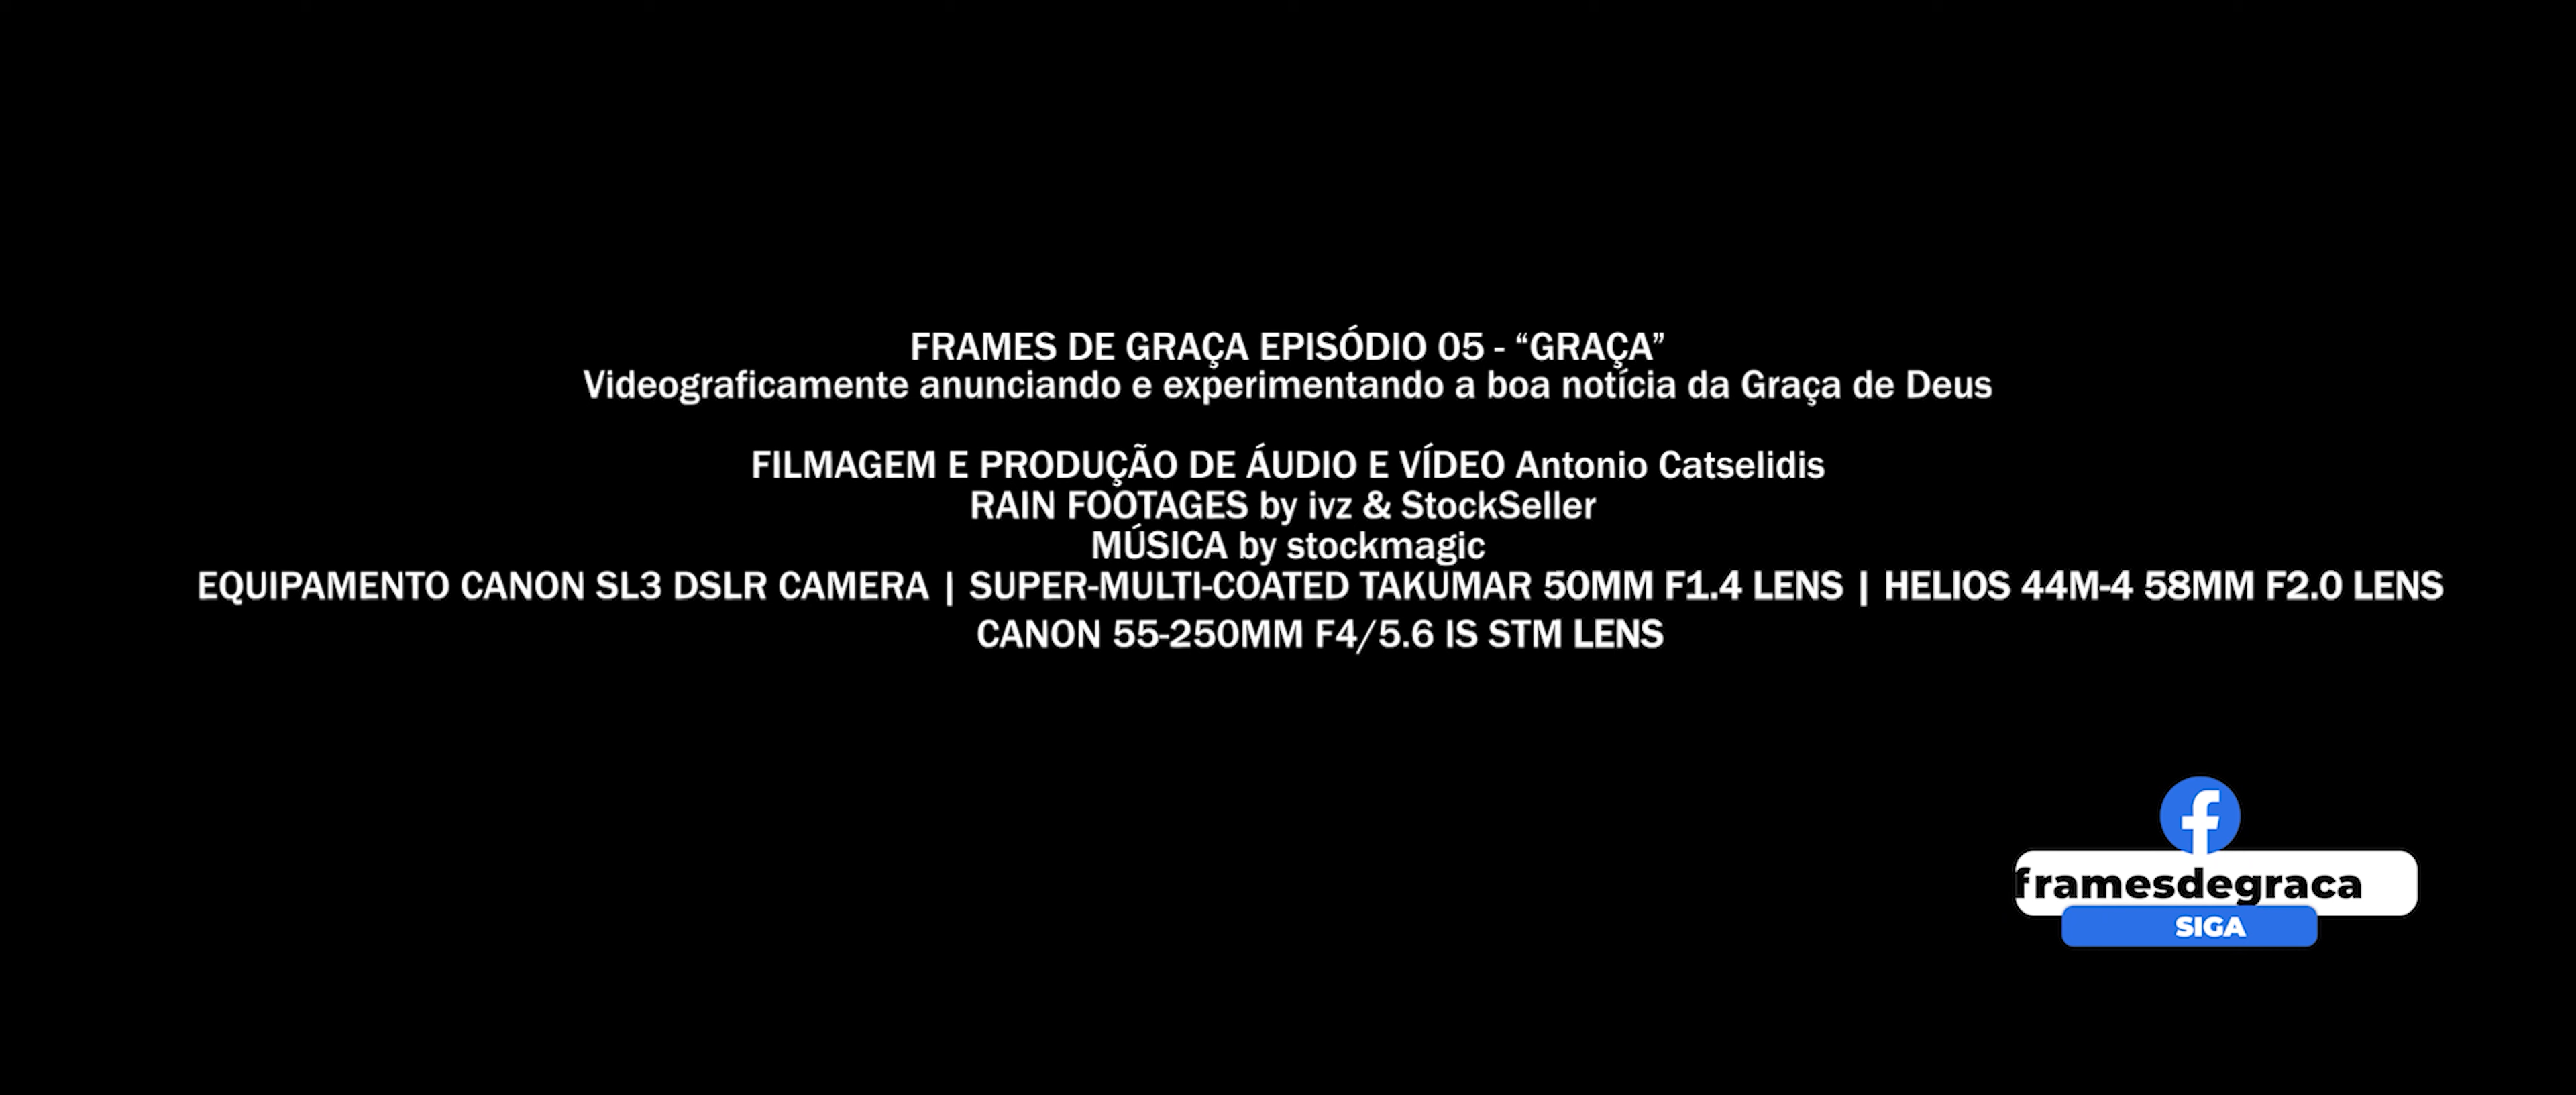 FRAMES DE GRAÇA EPISÓDIO 05 - “GRAÇA”
Videograficamente anunciando e experimentando a boa notícia da Graça de Deus
FILMAGEM E PRODUÇÃO DE ÁUDIO E VÍDEO Antonio Catselidis
RAIN FOOTAGES by ivz & StockSeller
MÚSICA by stockmagic
EQUIPAMENTO CANON SL3 DSLR CAMERA | SUPER-MULTI-COATED TAKUMAR 50MM F1.4 LENS | HELIOS 44M-4 58MM F2.0 LENS
CANON 55-250MM F4/5.6 IS STM LENS
framesdegraca
SIGA